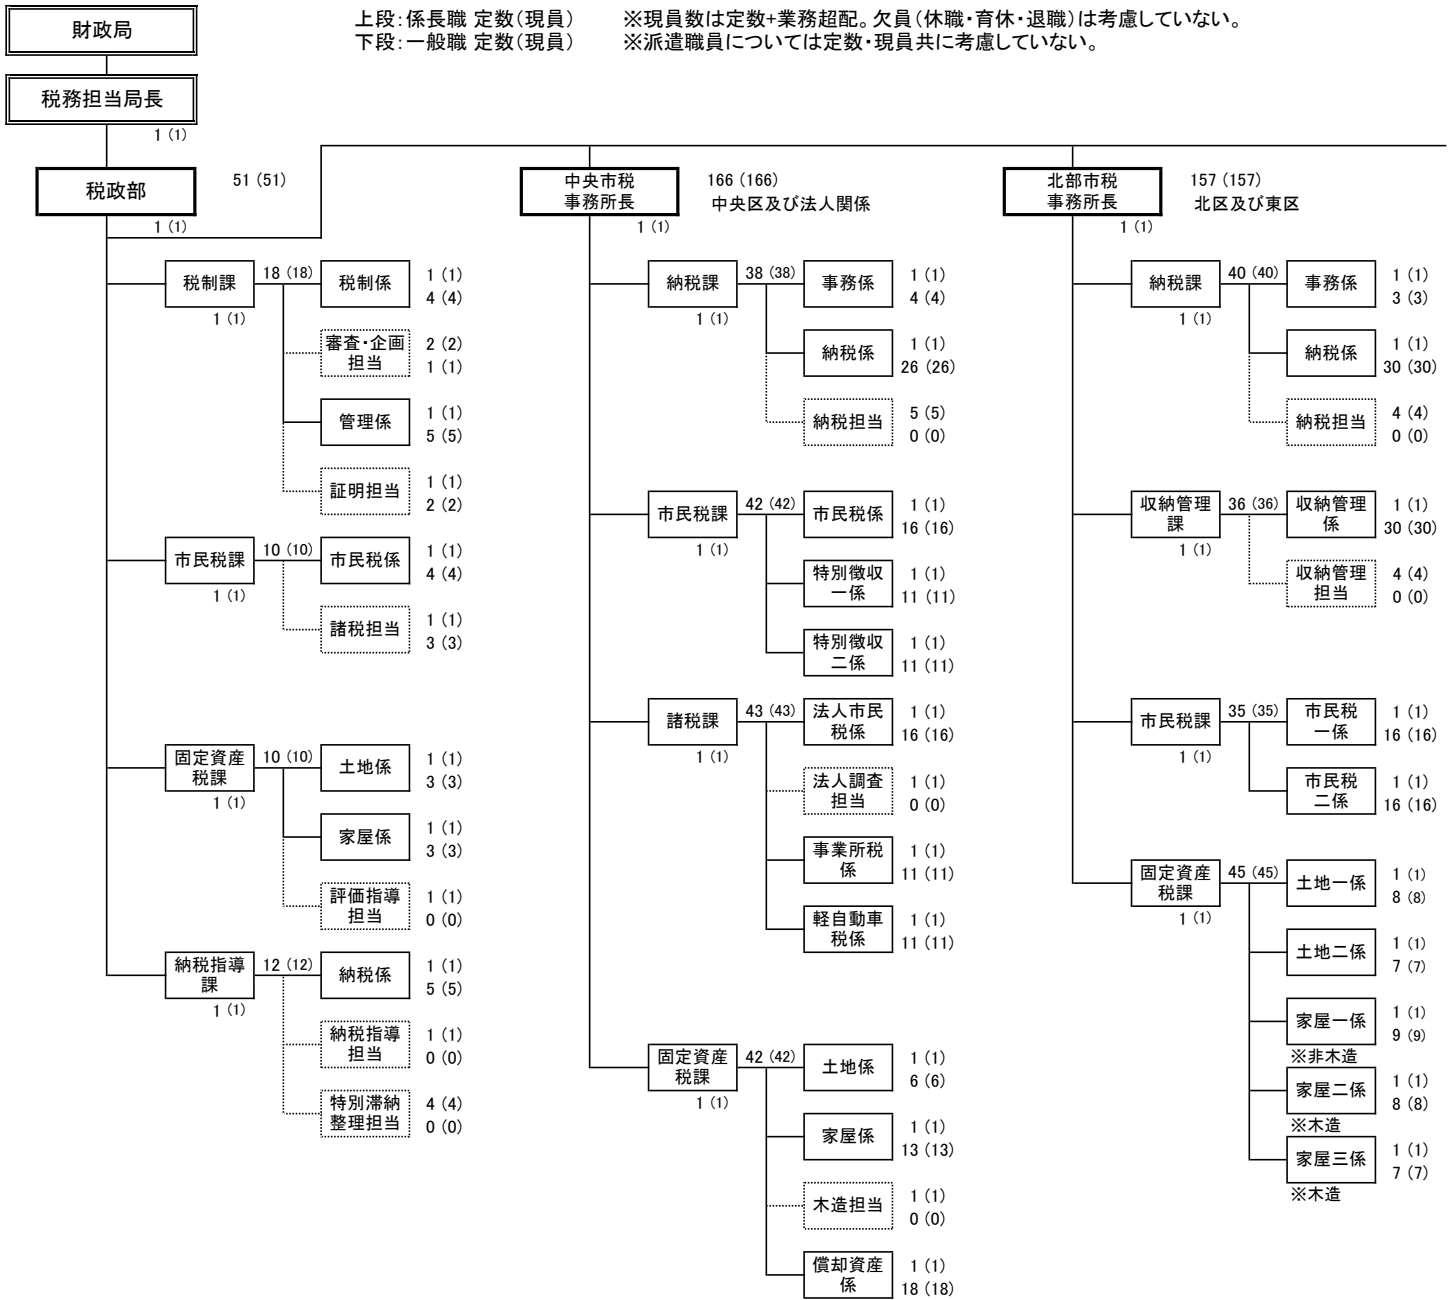 財政局
上段：係長職 定数（現員）
※現員数は定数+業務超配。欠員（休職・育休・退職）は考慮していない。
下段：一般職 定数（現員）
※派遣職員については定数・現員共に考慮していない。
税務担当局長
1 (1)
税政部
51 (51)
1 (1)
税制課
18 (18)
1 (1)
税制係
1 (1)
4 (4)
審査・企画
担当
2 (2)
1 (1)
管理係
1 (1)
5 (5)
証明担当
1 (1)
2 (2)
市民税課
10 (10)
1 (1)
市民税係
1 (1)
4 (4)
諸税担当
1 (1)
3 (3)
固定資産
税課
10 (10)
1 (1)
土地係
1 (1)
3 (3)
家屋係
1 (1)
3 (3)
評価指導
担当
1 (1)
0 (0)
納税指導
課
12 (12)
1 (1)
納税係
1 (1)
5 (5)
納税指導
担当
1 (1)
0 (0)
特別滞納
整理担当
4 (4)
0 (0)
中央市税
事務所長
166 (166)
中央区及び法人関係
1 (1)
納税課
38 (38)
1 (1)
事務係
1 (1)
4 (4)
納税係
1 (1)
26 (26)
納税担当
5 (5)
0 (0)
市民税課
42 (42)
1 (1)
市民税係
1 (1)
16 (16)
特別徴収
一係
1 (1)
11 (11)
特別徴収
二係
1 (1)
11 (11)
諸税課
43 (43)
1 (1)
法人市民
税係
1 (1)
16 (16)
法人調査
担当
1 (1)
0 (0)
事業所税
係
1 (1)
11 (11)
軽自動車
税係
1 (1)
11 (11)
固定資産
税課
42 (42)
1 (1)
土地係
1 (1)
6 (6)
家屋係
1 (1)
13 (13)
木造担当
1 (1)
0 (0)
償却資産
係
1 (1)
18 (18)
北部市税
事務所長
157 (157)
北区及び東区
1 (1)
納税課
40 (40)
1 (1)
事務係
1 (1)
3 (3)
納税係
1 (1)
30 (30)
納税担当
4 (4)
0 (0)
収納管理
課
36 (36)
1 (1)
収納管理
係
1 (1)
30 (30)
収納管理
担当
4 (4)
0 (0)
市民税課
35 (35)
1 (1)
市民税
一係
1 (1)
16 (16)
市民税
二係
1 (1)
16 (16)
固定資産
税課
45 (45)
1 (1)
土地一係
1 (1)
8 (8)
土地二係
1 (1)
7 (7)
家屋一係
1 (1)
9 (9)
※非木造
家屋二係
1 (1)
8 (8)
※木造
家屋三係
1 (1)
7 (7)
※木造